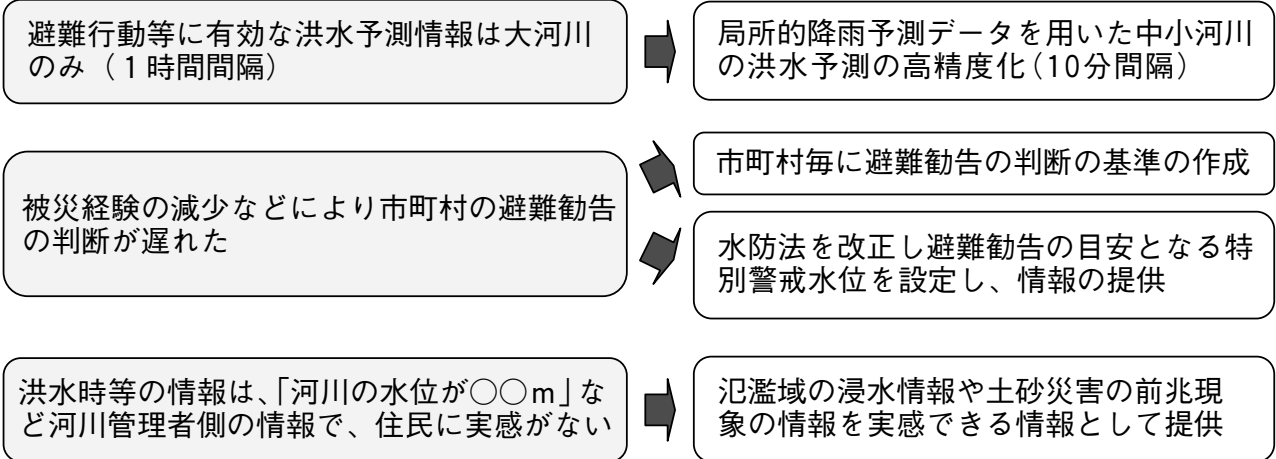 避難行動等に有効な洪水予測情報は大河川
のみ（１時間間隔）
局所的降雨予測データを用いた中小河川
の洪水予測の高精度化（10分間隔）
被災経験の減少などにより市町村の避難勧告
の判断が遅れた
市町村毎に避難勧告の判断の基準の作成
水防法を改正し避難勧告の目安となる特
別警戒水位を設定し、情報の提供
洪水時等の情報は、「河川の水位が○○ｍ」な
ど河川管理者側の情報で、住民に実感がない
氾濫域の浸水情報や土砂災害の前兆現
象の情報を実感できる情報として提供